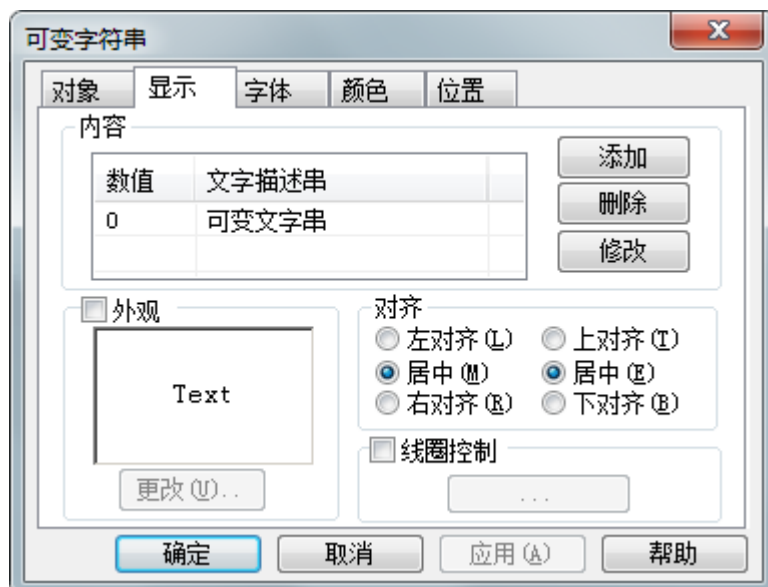 可变字符串
对象 显示 字体 颜色 位置
内容
数值 文字描述串
0 可变文字串
添加
删除
修改
外观
Text
更改(U)..
对齐
左对齐(L) 上对齐(T)
居中(M) 居中(E)
右对齐(R) 下对齐(B)
线圈控制
...
确定 取消 应用(A) 帮助